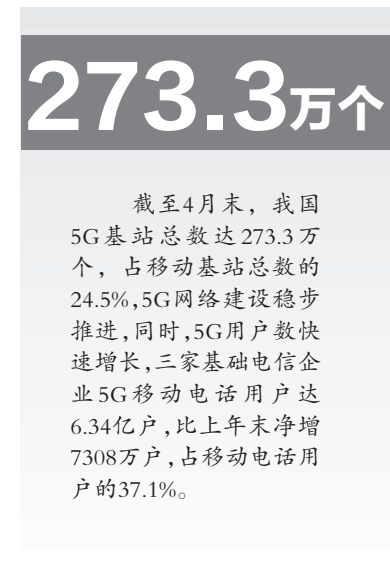 273.3万个
截至4月末，我国
5G基站总数达273.3万
个，占移动基站总数的
24.5%,5G网络建设稳步
推进,同时,5G用户数快
速增长,三家基础电信企
业5G移动电话用户达
6.34亿户,比上年末净增
7308万户,占移动电话用
户的37.1%。